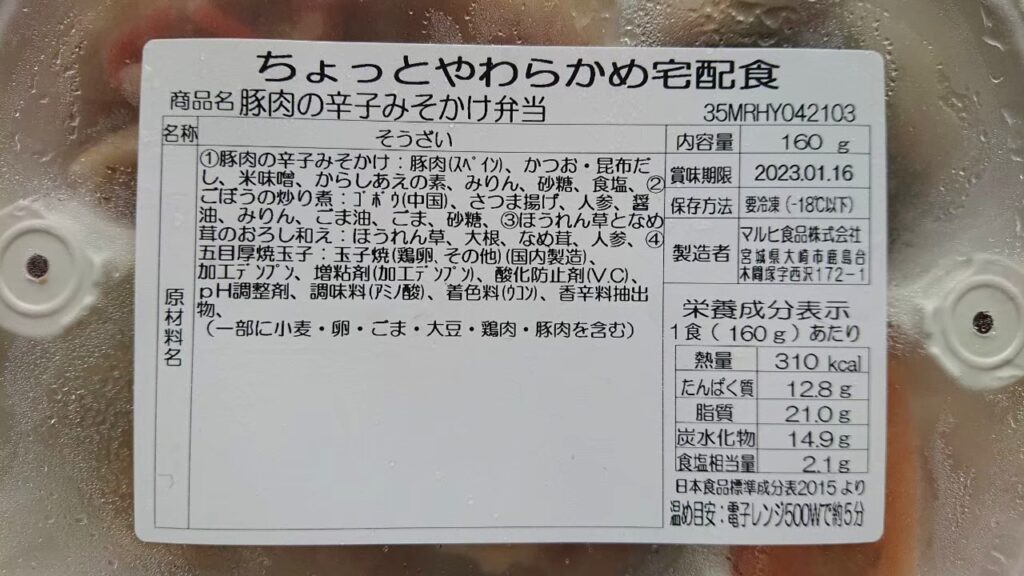 ちょっとやわらかめ宅配食
商品名 豚肉の辛子みそかけ弁当
35MRHY042103
名称 そうざい
原材料名
①豚肉の辛子みそかけ：豚肉(ｽﾍﾟｲﾝ)、かつお・昆布だ
し、米味噌、からしあえの素、みりん、砂糖、食塩、②
ごぼうの炒り煮：ｺﾞﾎﾞｳ(中国)、さつま揚げ、人参、醤
油、みりん、ごま油、ごま、砂糖、③ほうれん草となめ
茸のおろし和え：ほうれん草、大根、なめ茸、人参、④
五目厚焼玉子：玉子焼(鶏卵､その他)(国内製造)、
加工ﾃﾞﾝﾌﾟﾝ、増粘剤(加工ﾃﾞﾝﾌﾟﾝ)、酸化防止剤(V.C)、
pH調整剤、調味料(ｱﾐﾉ酸)、着色料(ｳｺﾝ)、香辛料抽出
物、
(一部に小麦・卵・ごま・大豆・鶏肉・豚肉を含む)
内容量 160 g
賞味期限 2023.01.16
保存方法 要冷凍(-18℃以下)
製造者 マルヒ食品株式会社
宮城県大崎市鹿島台
木間塚字西沢172-1
栄養成分表示
1食(160g)あたり
熱量 310 kcal
たんぱく質 12.8 g
脂質 21.0 g
炭水化物 14.9 g
食塩相当量 2.1 g
日本食品標準成分表2015より
温め目安：電子レンジ500Wで約5分